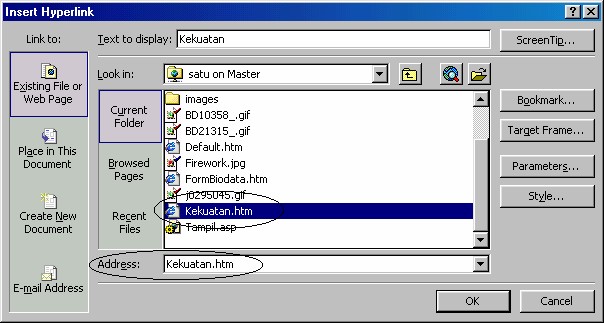 Insert Hyperlink
Link to:
Text to display: Kekuatan
ScreenTip...
Existing File or
Web Page
Look in: satu on Master
Current
Folder
images
BD10358_.gif
BD21315_.gif
Default.htm
Firework.jpg
FormBiodata.htm
j0295045.gif
Kekuatan.htm
Tampil.asp
Bookmark...
Target Frame...
Parameters...
Style...
Place in This
Document
Browsed
Pages
Create New
Document
Recent
Files
E-mail Address
Address: Kekuatan.htm
OK
Cancel